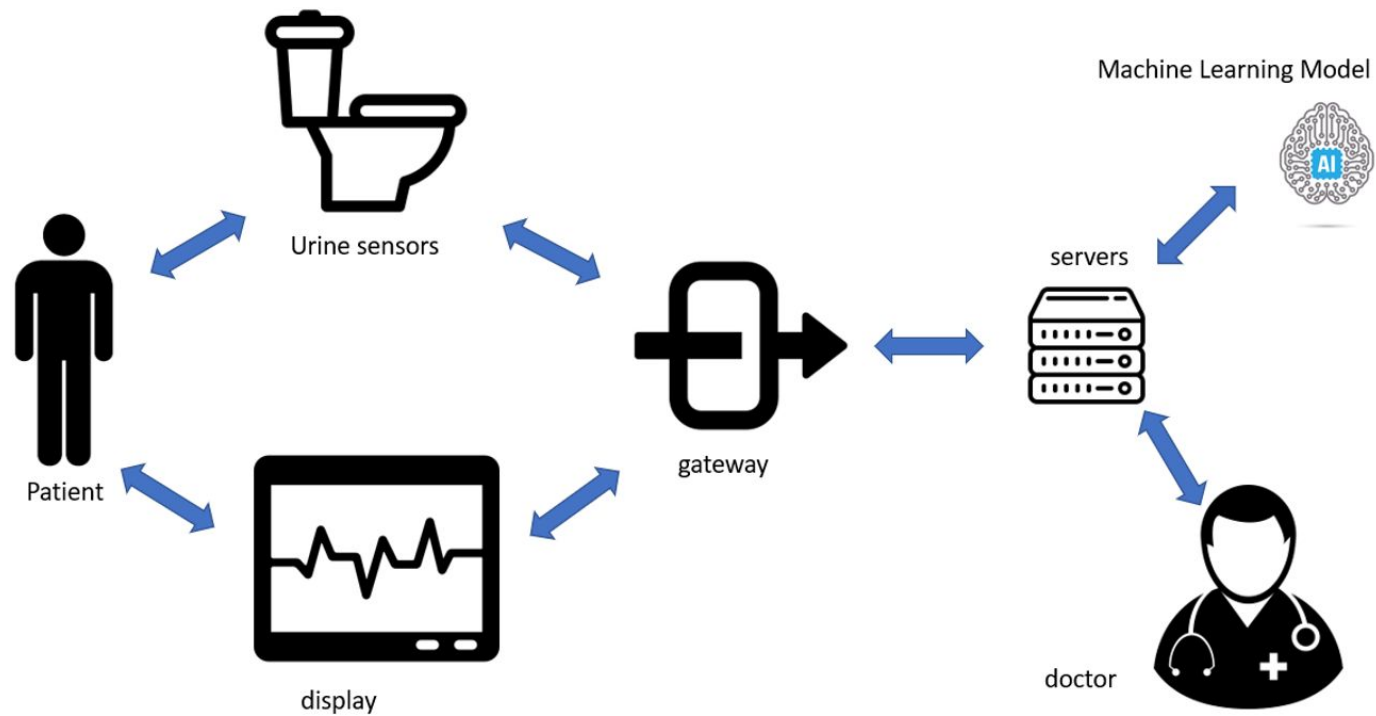 Machine Learning Model
AI
Urine sensors
servers
gateway
Patient
doctor
display